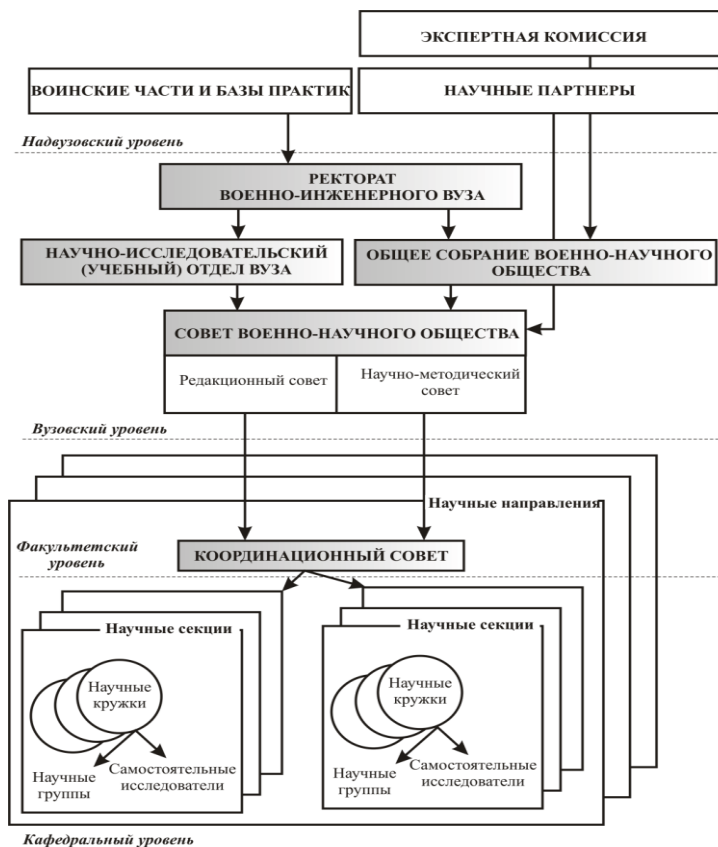 ЭКСПЕРТНАЯ КОМИССИЯ
ВОИНСКИЕ ЧАСТИ И БАЗЫ ПРАКТИК
НАУЧНЫЕ ПАРТНЕРЫ
Надвузовский уровень
РЕКТОРАТ
ВОЕННО-ИНЖЕНЕРНОГО ВУЗА
НАУЧНО-ИССЛЕДОВАТЕЛЬСКИЙ
(УЧЕБНЫЙ) ОТДЕЛ ВУЗА
ОБЩЕЕ СОБРАНИЕ ВОЕННО-НАУЧНОГО
ОБЩЕСТВА
СОВЕТ ВОЕННО-НАУЧНОГО ОБЩЕСТВА
Редакционный совет
Научно-методический
совет
Вузовский уровень
Научные направления
Факультетский
уровень
КООРДИНАЦИОННЫЙ СОВЕТ
Научные секции
Научные
кружки
Научные
группы
Самостоятельные
исследователи
Научные секции
Научные
кружки
Научные
группы
Самостоятельные
исследователи
Кафедральный уровень